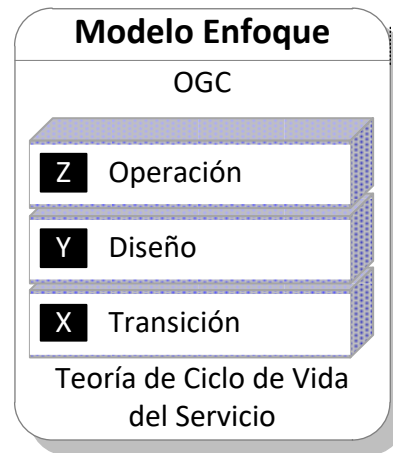 Modelo Enfoque
OGC
Z Operación
Y Diseño
X Transición
Teoría de Ciclo de Vida
del Servicio